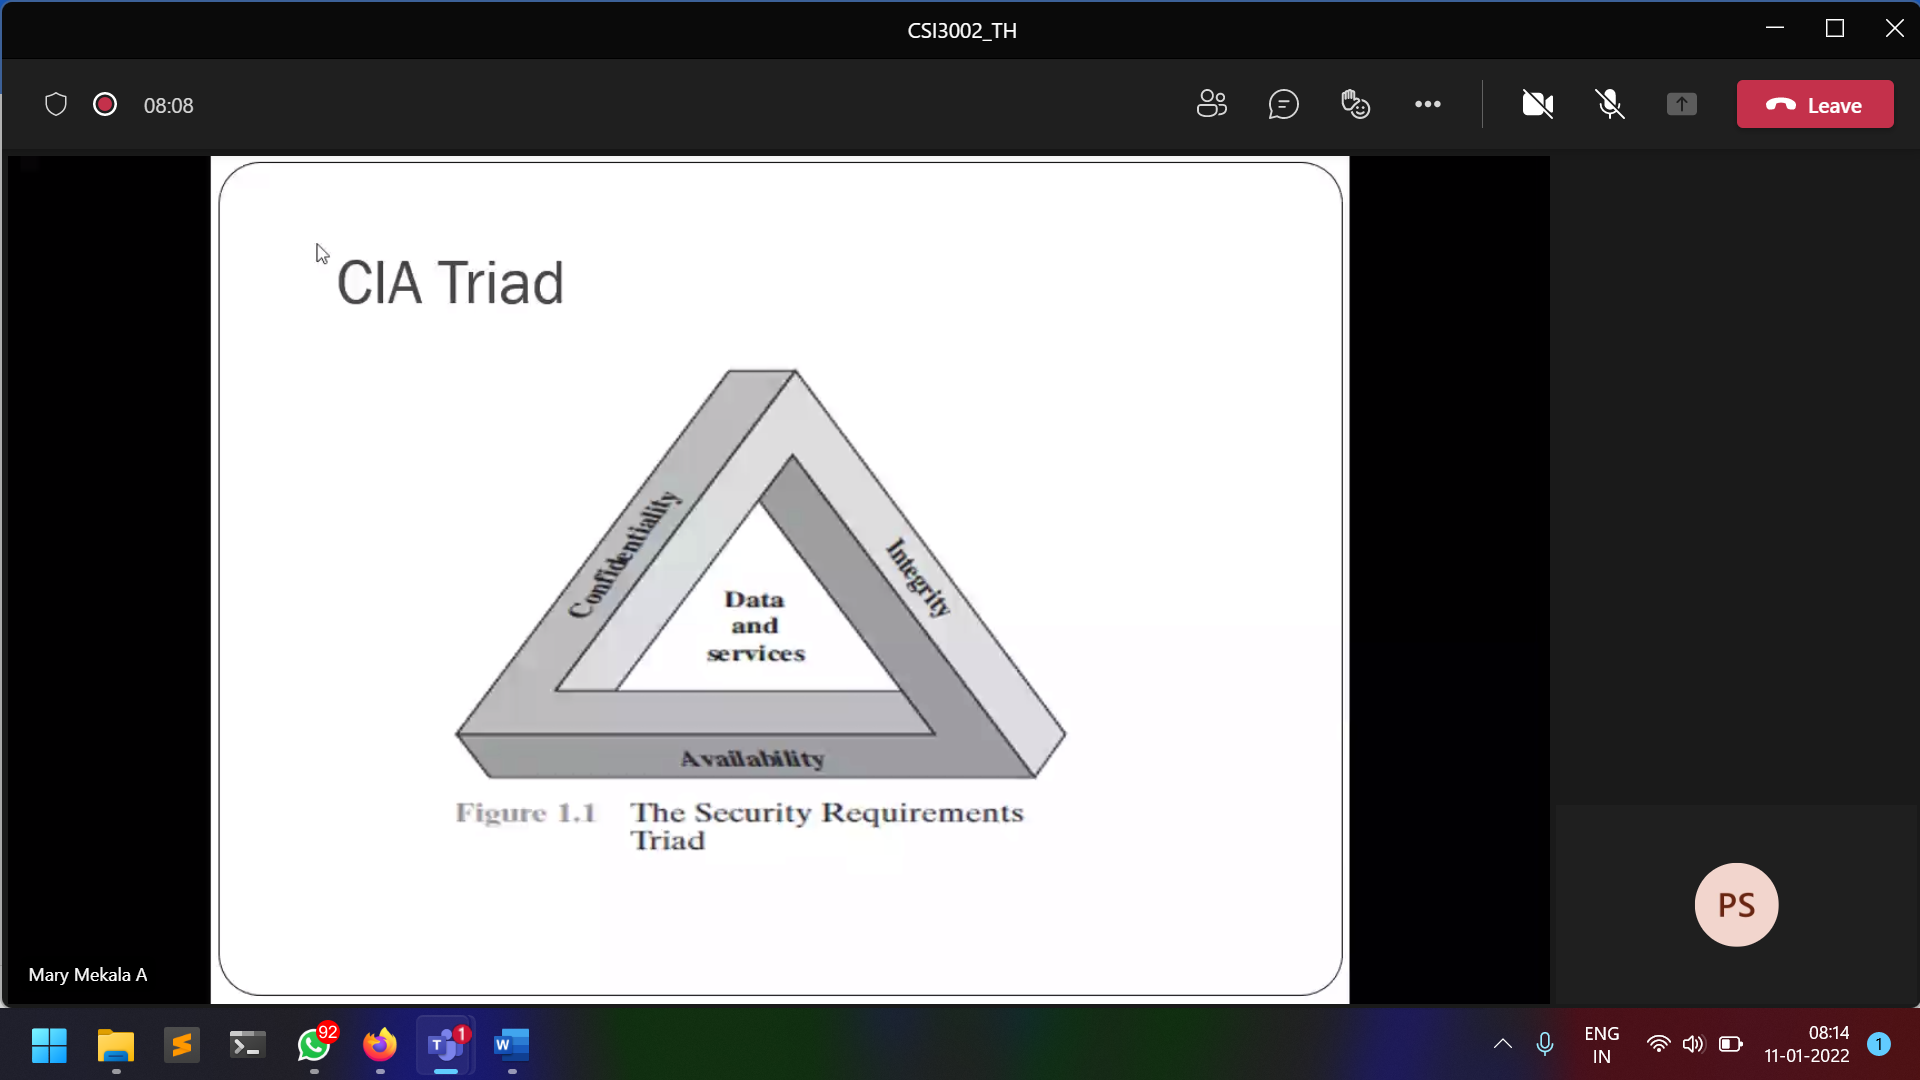 CSI3002_TH
08:08
Leave
CIA Triad
Confidentiality
Integrity
Data
and
services
Availability
Figure 1.1 The Security Requirements
Triad
Mary Mekala A
PS
92
T
1
W
ENG
IN
08:14
11-01-2022
1